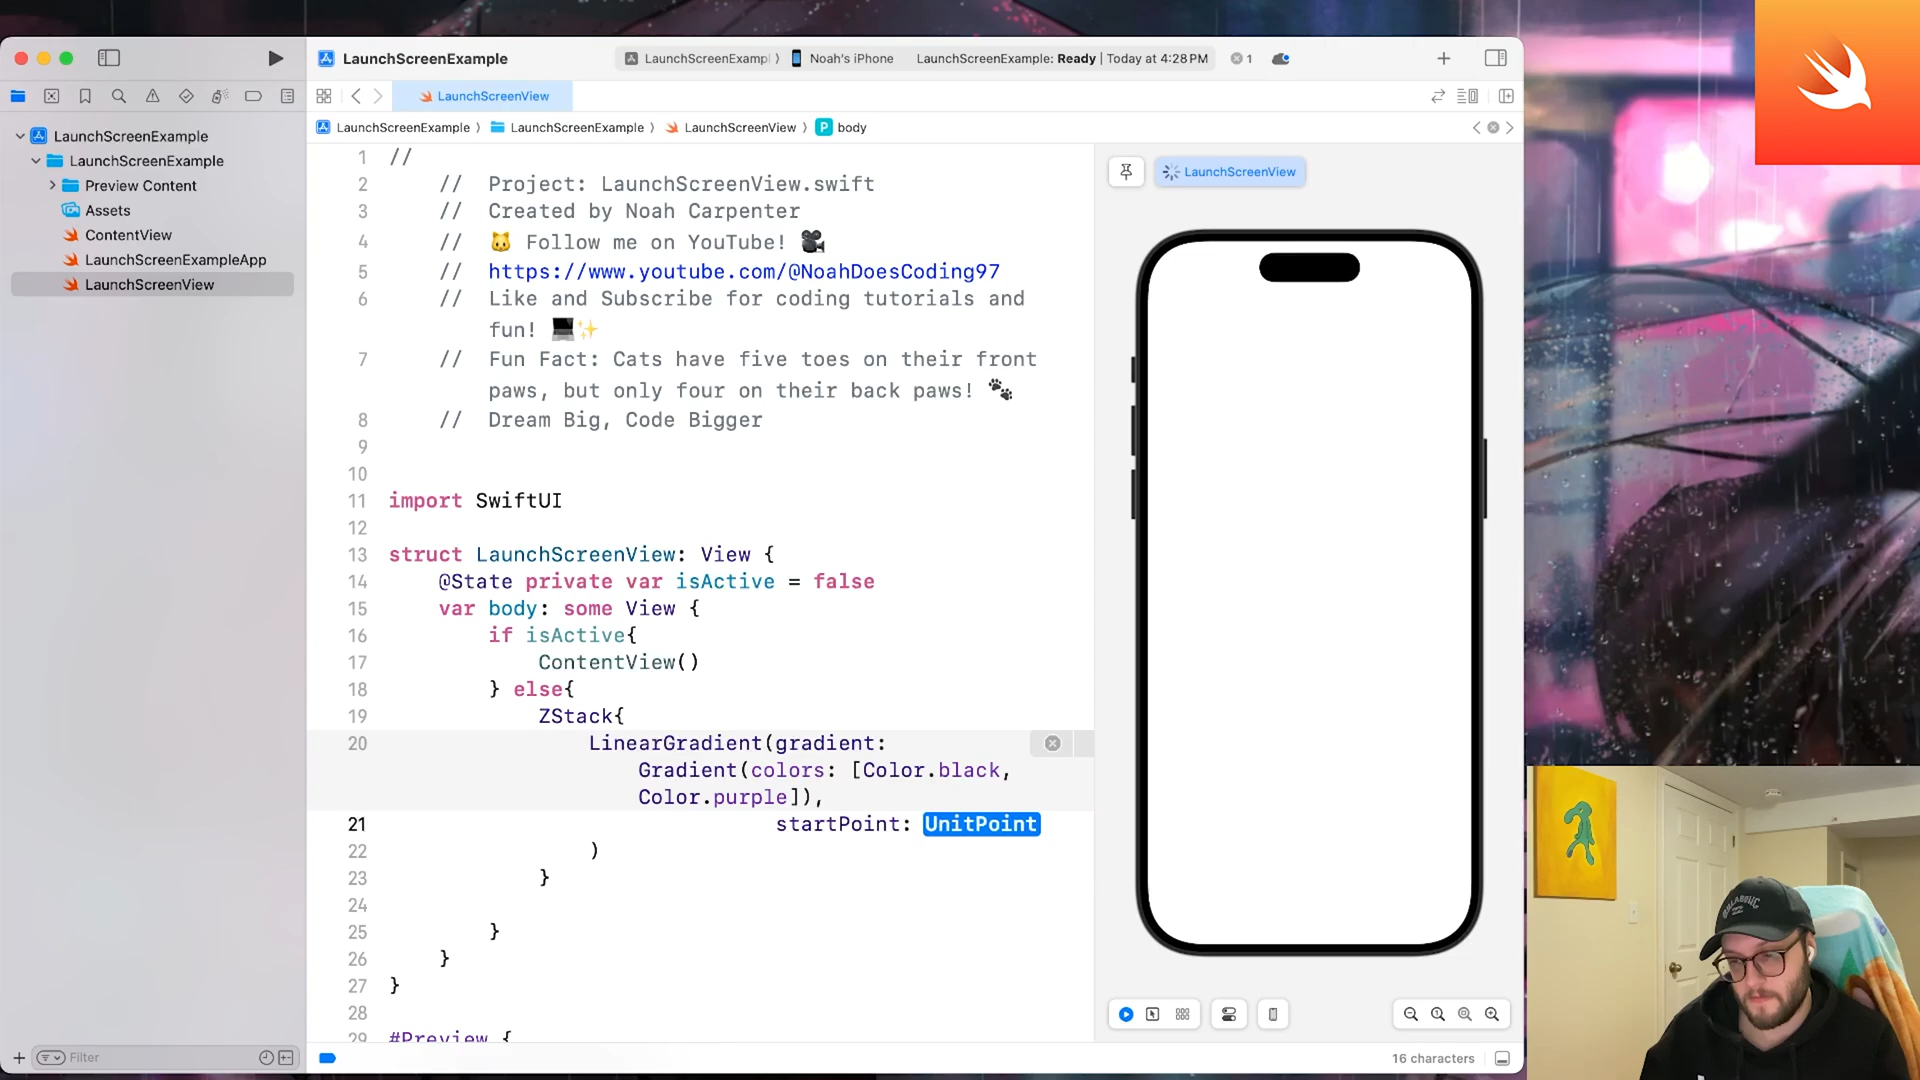 LaunchScreenExample
LaunchScreenExampl
Noah's iPhone
LaunchScreenExample: Ready | Today at 4:28 PM
1
LaunchScreenView
LaunchScreenExample
LaunchScreenExample
LaunchScreenView
P body
LaunchScreenExample
LaunchScreenExample
Preview Content
Assets
ContentView
LaunchScreenExampleApp
LaunchScreenView
1 //
2 // Project: LaunchScreenView.swift
3 // Created by Noah Carpenter
4 // 🐱 Follow me on YouTube! 🎥
5 // https://www.youtube.com/@NoahDoesCoding97
6 // Like and Subscribe for coding tutorials and
fun! 💻✨
7 // Fun Fact: Cats have five toes on their front
paws, but only four on their back paws! 🐾
8 // Dream Big, Code Bigger
9
10
11 import SwiftUI
12
13 struct LaunchScreenView: View {
14 @State private var isActive = false
15 var body: some View {
16 if isActive{
17 ContentView()
18 } else{
19 ZStack{
20 LinearGradient(gradient:
Gradient(colors: [Color.black,
Color.purple]),
21 startPoint: UnitPoint
22 )
23 }
24
25 }
26 }
27 }
28
29 #Preview {
LaunchScreenView
Filter
16 characters